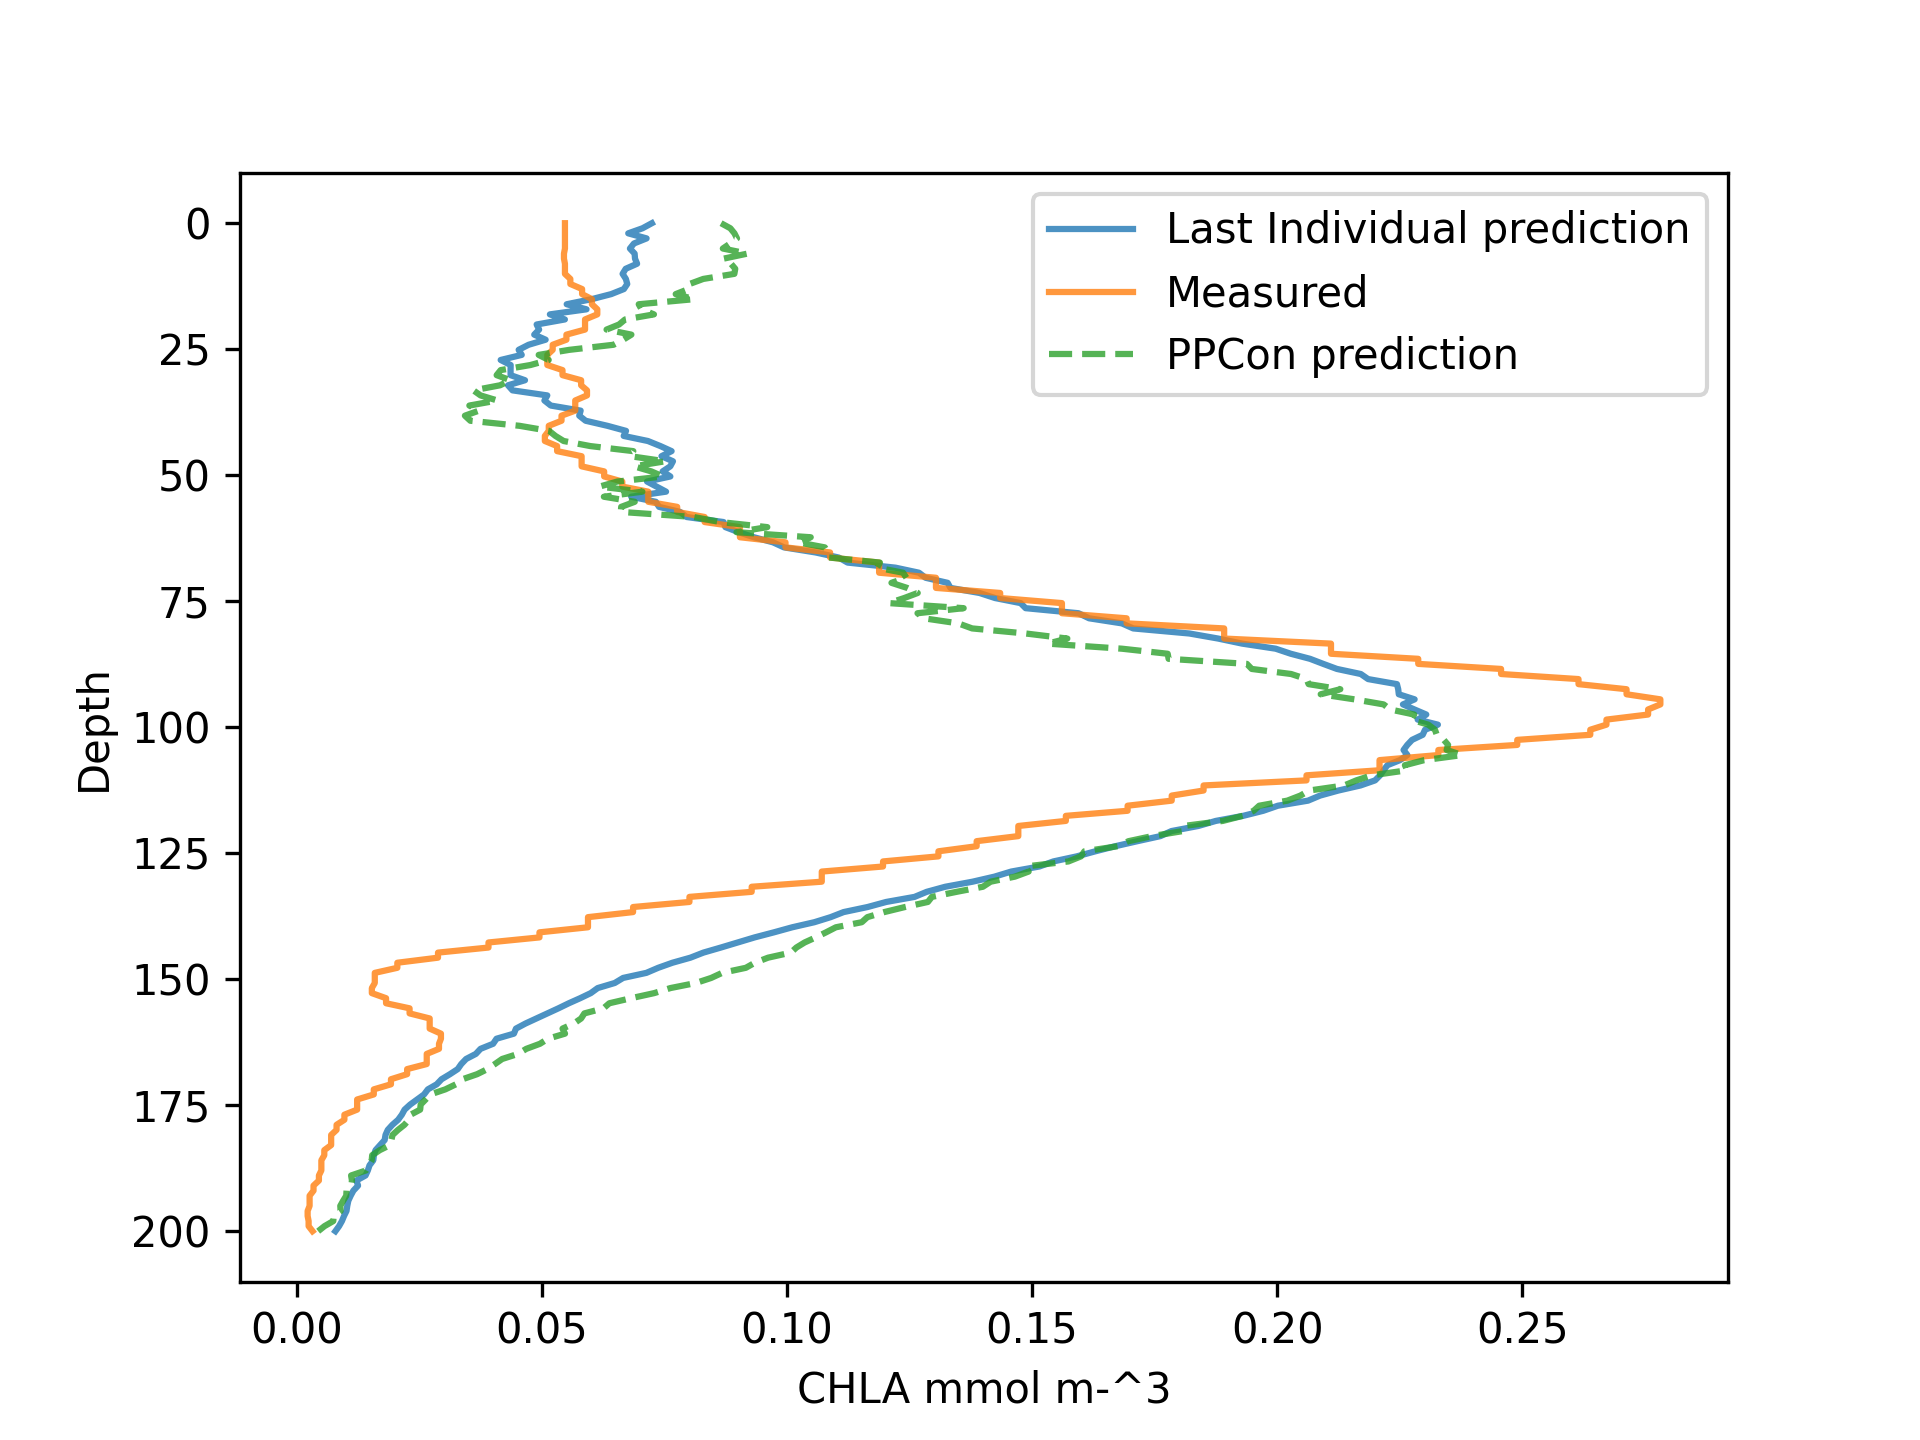 Last Individual prediction
Measured
PPCon prediction
0
25
50
75
100
125
150
175
200
Depth
0.00 0.05 0.10 0.15 0.20 0.25
CHLA mmol m-^3